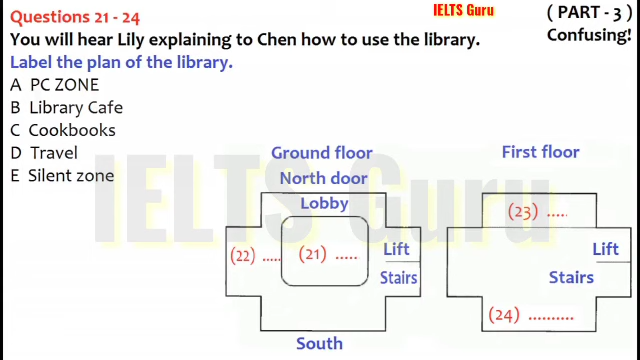 Questions 21 - 24
IELTS Guru
( PART - 3 )
You will hear Lily explaining to Chen how to use the library.
Confusing!
Label the plan of the library.
A PC ZONE
B Library Cafe
C Cookbooks
D Travel
E Silent zone
IELTS Guru
Ground floor
First floor
North door
Lobby
(23) .....
(22) .....
(21) .....
Lift
Lift
Stairs
Stairs
(24) ..........
South